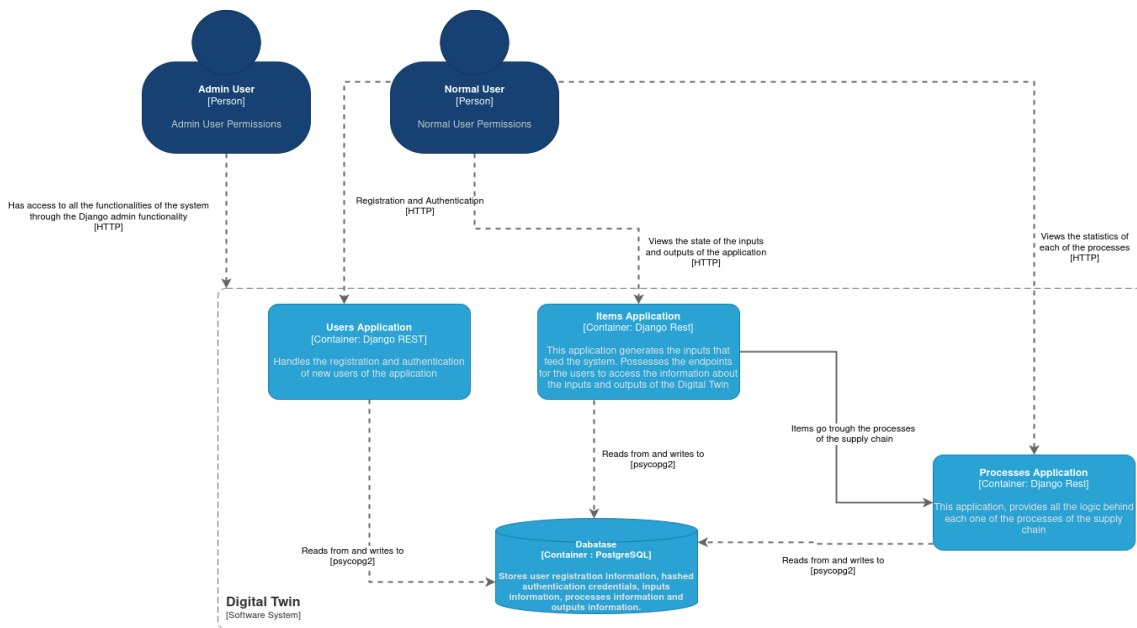 Admin User
[Person]
Admin User Permissions
Normal User
[Person]
Normal User Permissions
Has access to all the functionalities of the system
through the Django admin functionality
[HTTP]
Registration and Authentication
[HTTP]
Views the state of the inputs
and outputs of the application
[HTTP]
Views the statistics of
each of the processes
[HTTP]
Users Application
[Container: Django REST]
Handles the registration and authentication
of new users of the application
Items Application
[Container: Django Rest]
This application generates the inputs that
feed the system. Possesses the endpoints
for the users to access the information about
the inputs and outputs of the Digital Twin
Items go trough the processes
of the supply chain
Reads from and writes to
[psycopg2]
Processes Application
[Container: Django Rest]
This application, provides all the logic behind
each one of the processes of the supply
chain
Reads from and writes to
[psycopg2]
Dabatase
[Container : PostgreSQL]
Stores user registration information, hashed
authentication credentials, inputs
information, processes information and
outputs information.
Reads from and writes to
[psycopg2]
Digital Twin
[Software System]